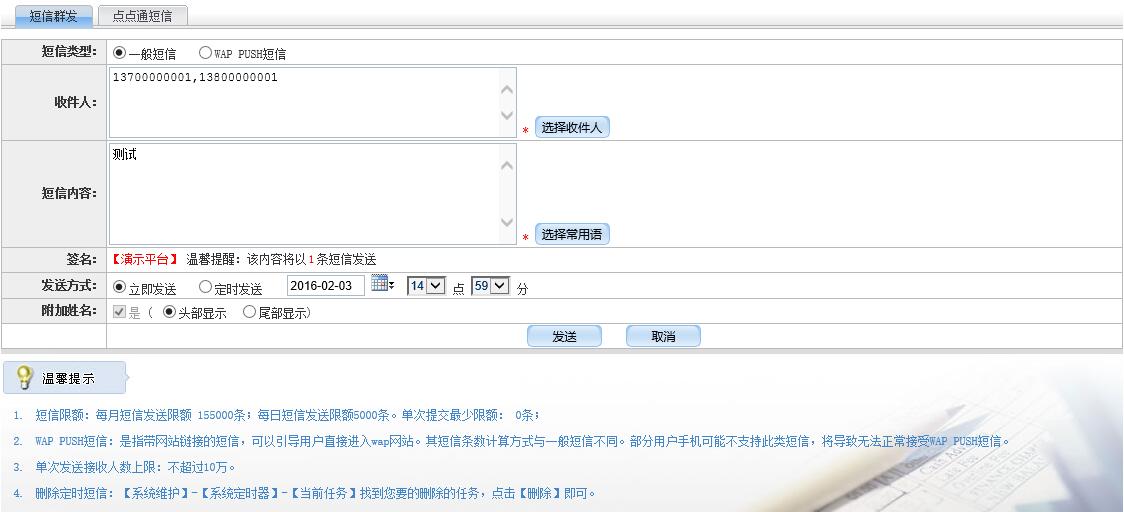 短信群发 点点通短信
短信类型： 一般短信 WAP PUSH短信
收件人： 13700000001,13800000001
* 选择收件人
短信内容： 测试
* 选择常用语
签名： 【演示平台】 温馨提醒：该内容将以1条短信发送
发送方式： 立即发送 定时发送 2016-02-03 14 点 59 分
附加姓名： 是（ 头部显示 尾部显示）
发送 取消
温馨提示
1. 短信限额：每月短信发送限额 155000条；每日短信发送限额5000条。单次提交最少限额： 0条；
2. WAP PUSH短信：是指带网站链接的短信，可以引导用户直接进入wap网站。其短信条数计算方式与一般短信不同。部分用户手机可能不支持此类短信，将导致无法正常接受WAP PUSH短信。
3. 单次发送接收人数上限：不超过10万。
4. 删除定时短信：【系统维护】-【系统定时器】-【当前任务】找到您要的删除的任务，点击【删除】即可。